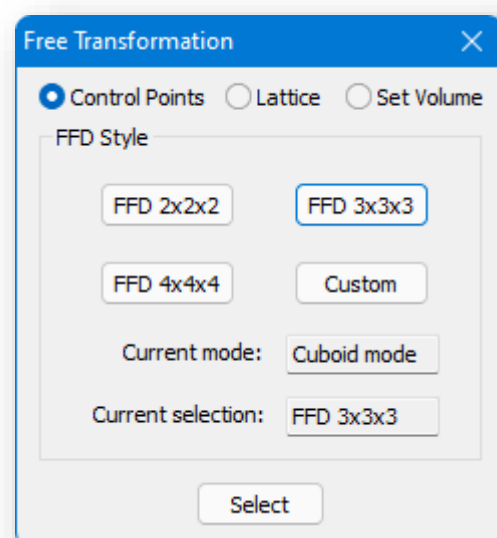 Free Transformation
Control Points Lattice Set Volume
FFD Style
FFD 2x2x2 FFD 3x3x3
FFD 4x4x4 Custom
Current mode: Cuboid mode
Current selection: FFD 3x3x3
Select